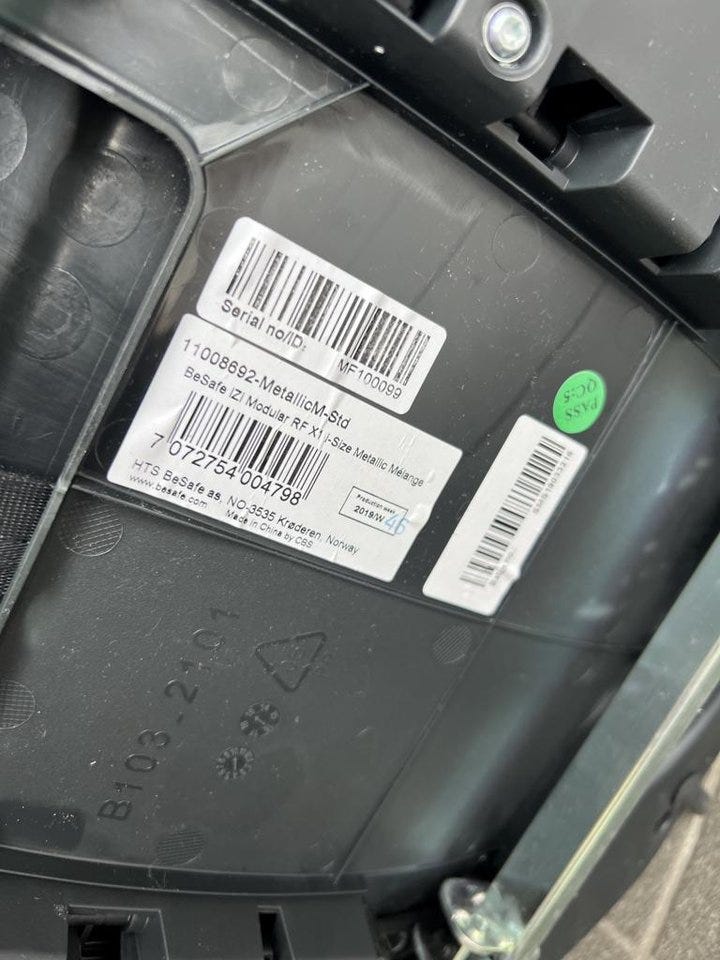 Serial no/ID:
MF100099
11008692-MetallicM-Std
BeSafe iZi Modular RF X1 i-Size Metallic Mélange
7 072754 004798
HTS BeSafe as, NO-3535 Krøderen, Norway
www.besafe.com Made in China by CBS
Production week
2019/W 46
PASS
QC:5
B103-2101